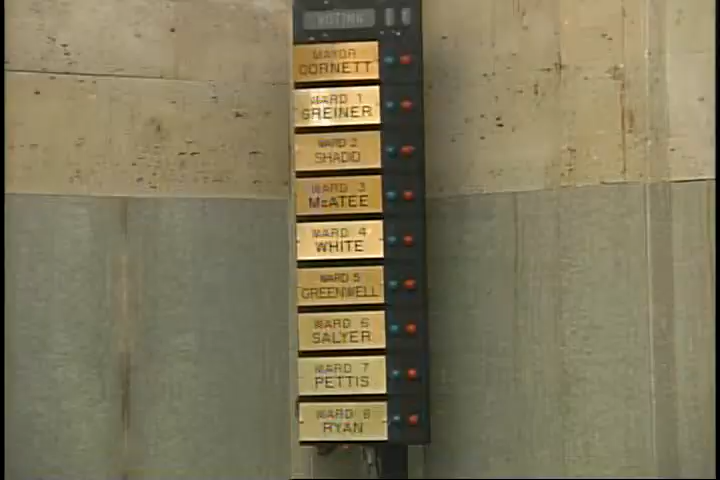 VOTING
MAYOR
CORNETT
WARD 1
GREINER
WARD 2
SHADID
WARD 3
McATEE
WARD 4
WHITE
WARD 5
GREENWELL
WARD 6
SALYER
WARD 7
PETTIS
WARD 8
RYAN